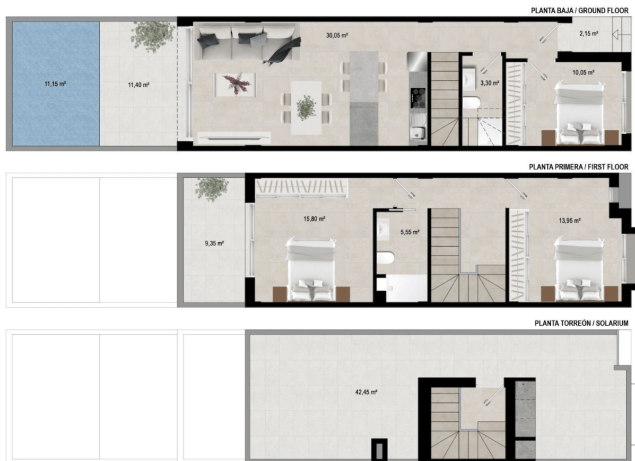 PLANTA BAJA / GROUND FLOOR
30,05 m²
2,15 m²
11,15 m²
11,40 m²
3,30 m²
10,05 m²
PLANTA PRIMERA / FIRST FLOOR
15,80 m²
13,95 m²
5,55 m²
9,35 m²
PLANTA TORREÓN / SOLARIUM
42,45 m²